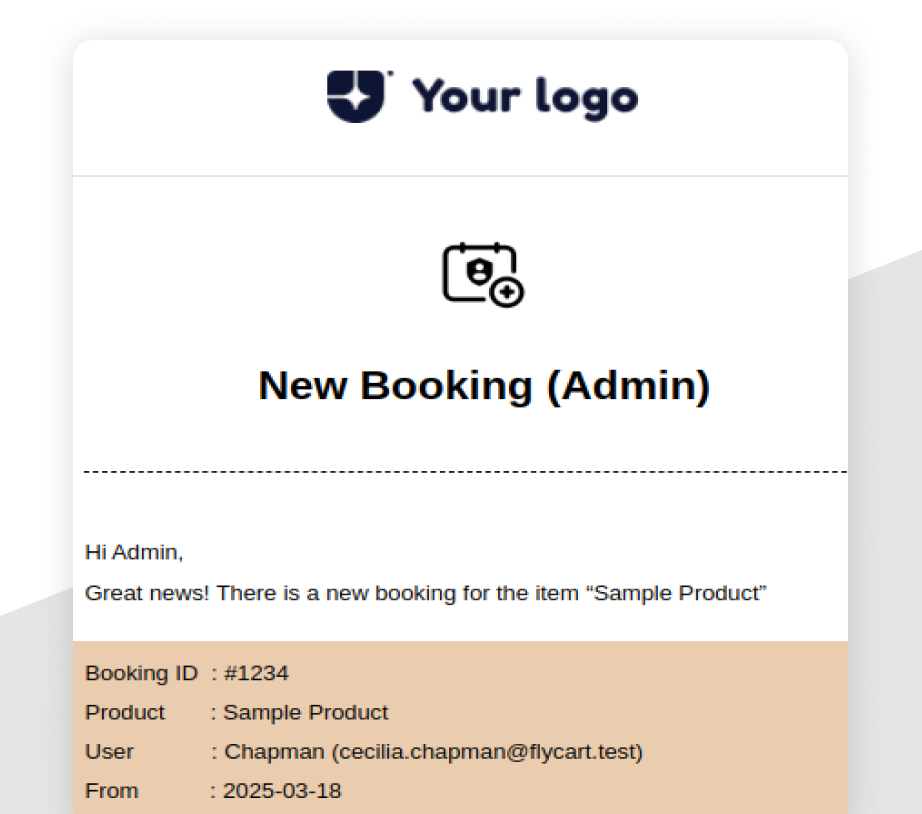 Your logo
New Booking (Admin)
Hi Admin,
Great news! There is a new booking for the item “Sample Product”
Booking ID : #1234
Product : Sample Product
User : Chapman (cecilia.chapman@flycart.test)
From : 2025-03-18